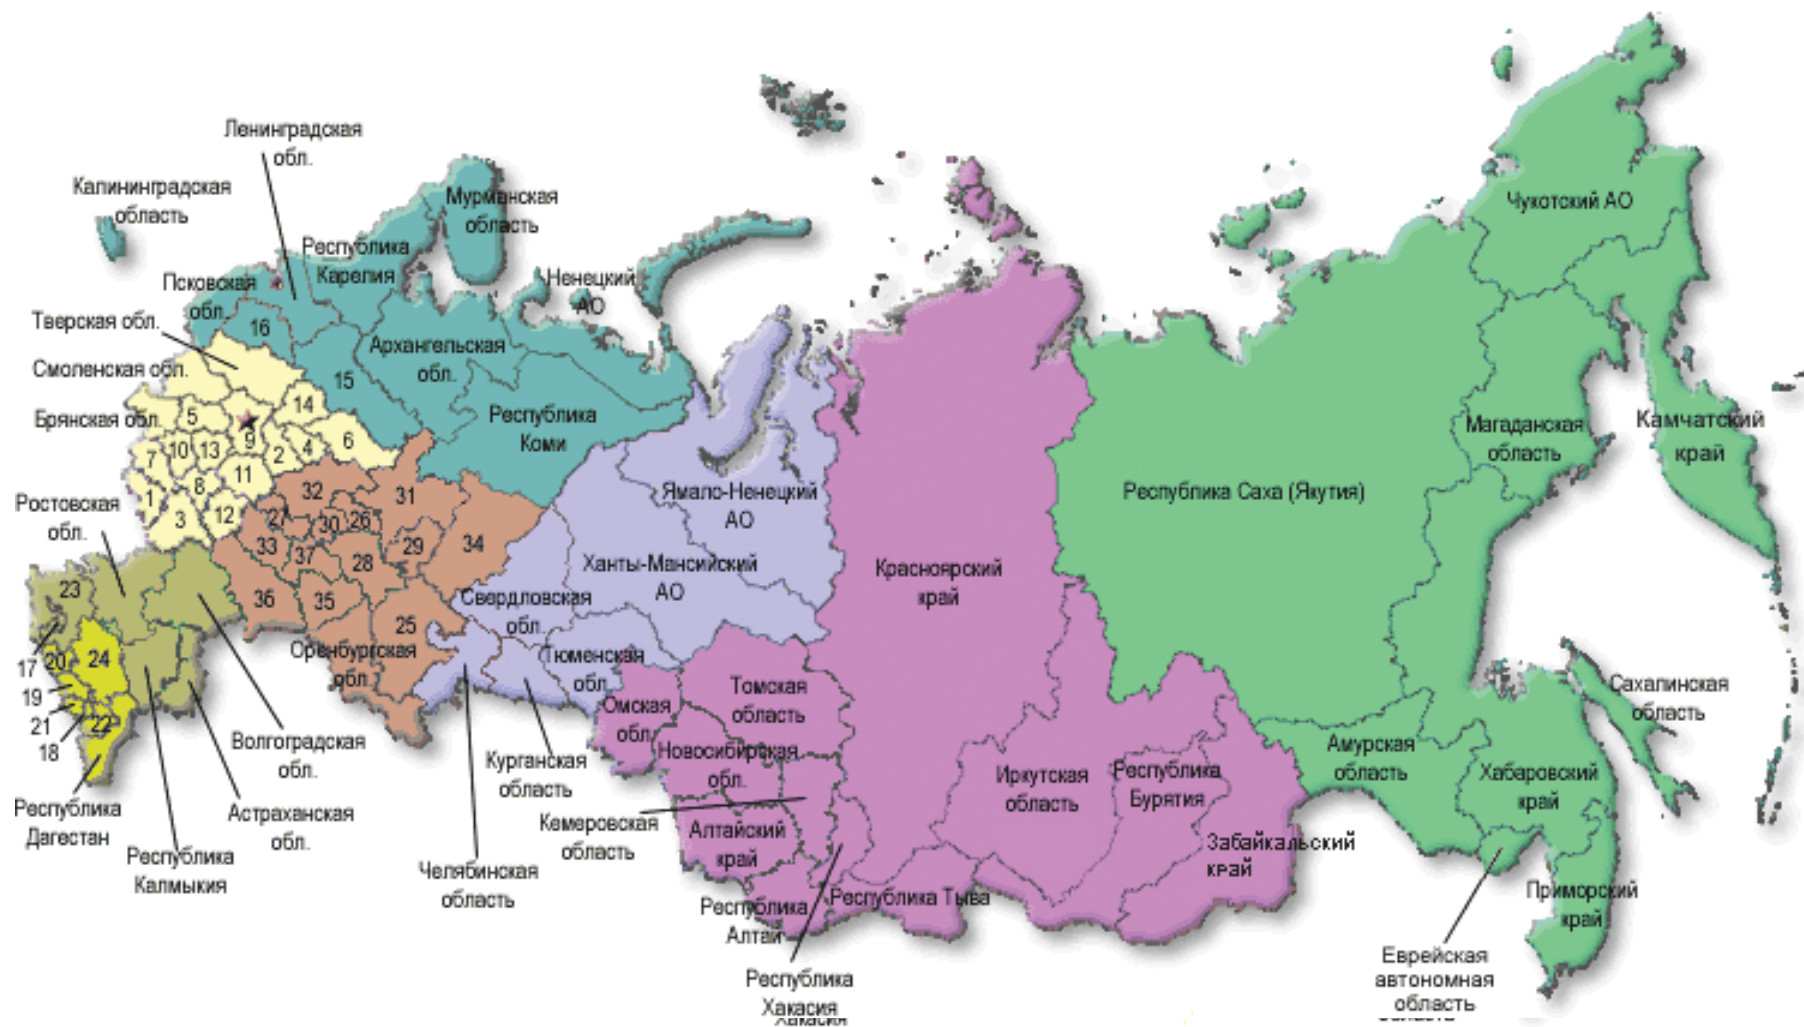 Ленинградская
обл.
Калининградская
область
Мурманская
область
Республика
Карелия
Ненецкий
АО
Псковская
обл.
Тверская обл.
16
Архангельская
обл.
Смоленская обл.
15
Брянская обл.
5
14
Республика
Коми
9
6
10
13
2
4
7
11
8
1
12
3
Ростовская
обл.
32
31
27
30
26
33
37
29
34
28
36
35
25
Чукотский АО
Магаданская
область
Камчатский
край
Республика Саха (Якутия)
Ямало-Ненецкий
АО
Ханты-Мансийский
АО
Красноярский
край
Свердловская
обл.
23
17
20
24
19
21
18
22
Оренбургская
обл.
Тюменская
обл.
Омская
обл.
Томская
область
Новосибирская
обл.
Сахалинская
область
Амурская
область
Хабаровский
край
Иркутская
область
Республика
Бурятия
Волгоградская
обл.
Курганская
область
Кемеровская
область
Алтайский
край
Забайкальский
край
Республика
Дагестан
Астраханская
обл.
Республика
Калмыкия
Челябинская
область
Республика
Алтай
Республика Тыва
Приморский
край
Республика
Хакасия
Хакасия
Еврейская
автономная
область
область